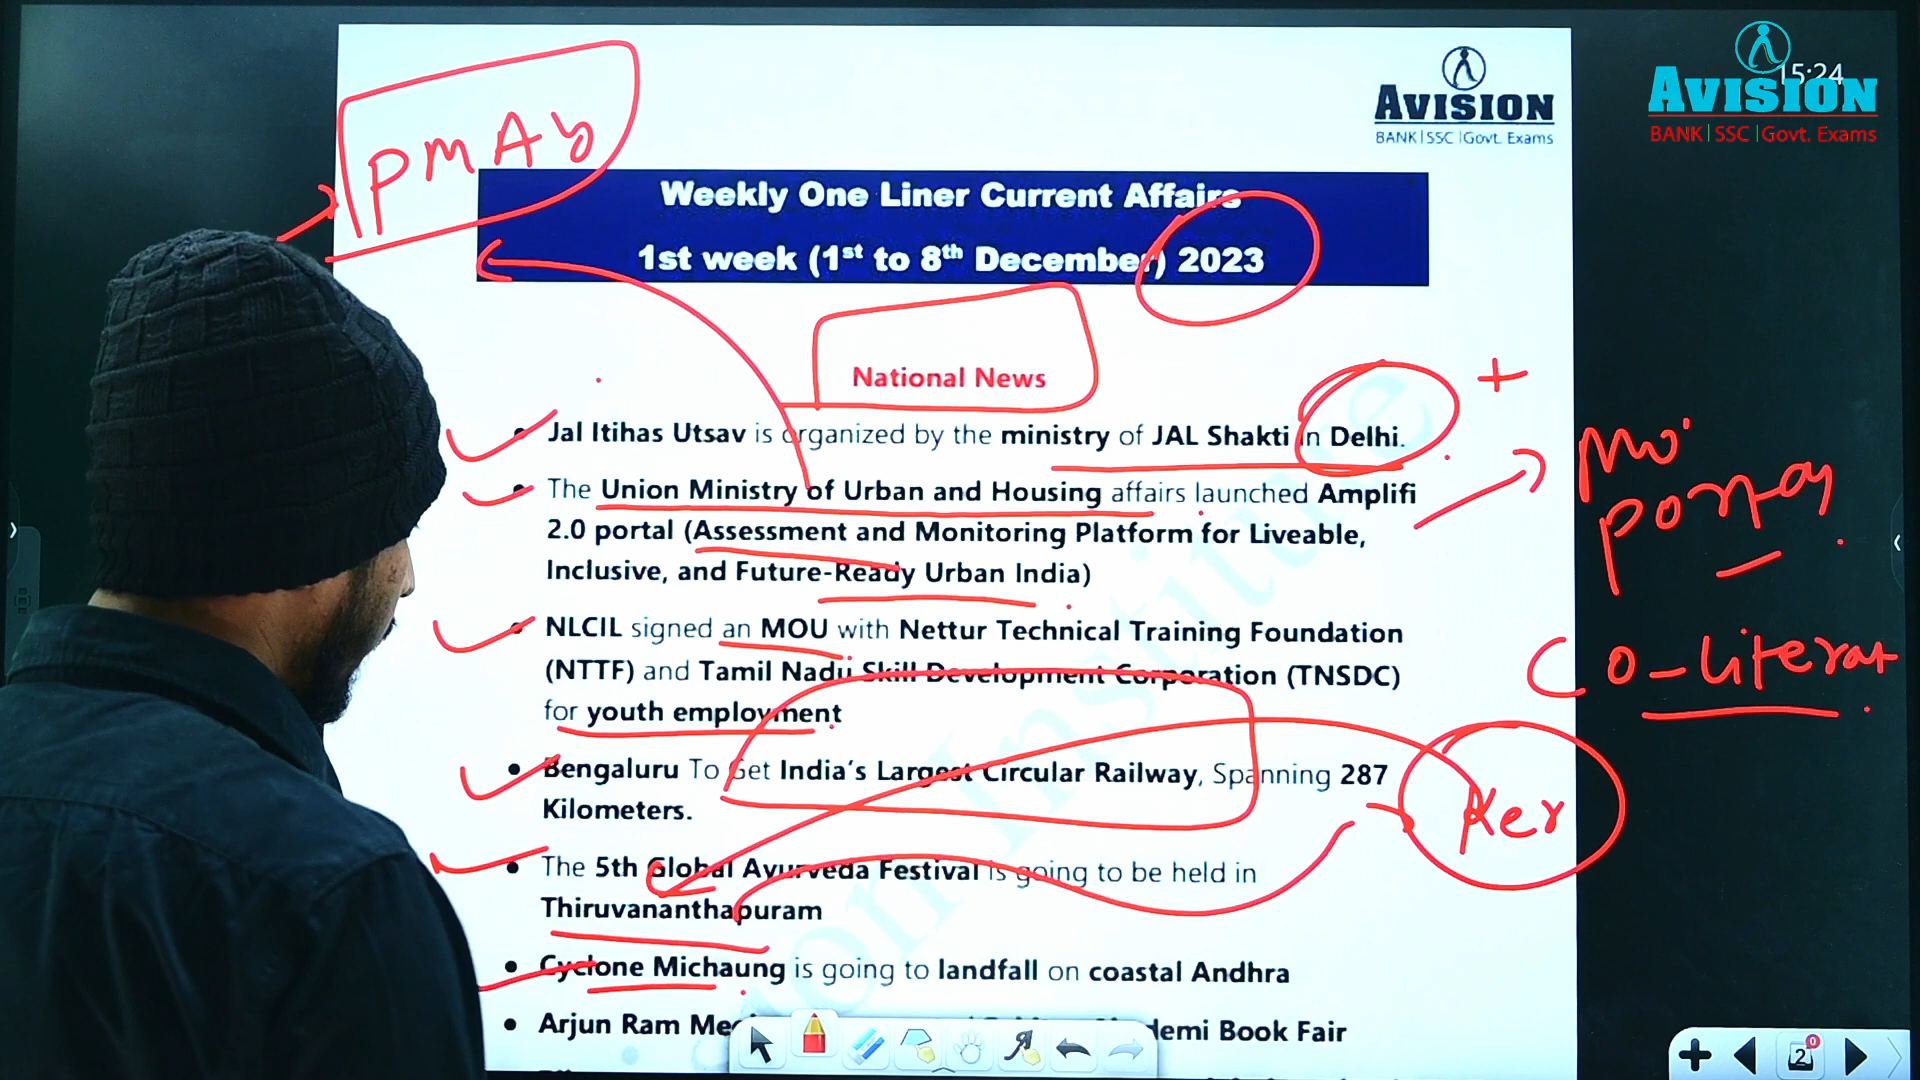 15:24
AVISION
BANK | SSC | Govt. Exams
AVISION
BANK | SSC | Govt. Exams
PMAb
Weekly One Liner Current Affairs
1st week (1st to 8th December) 2023
National News
• Jal Itihas Utsav is organized by the ministry of JAL Shakti in Delhi.
+
• The Union Ministry of Urban and Housing affairs launched Amplifi
2.0 portal (Assessment and Monitoring Platform for Liveable,
Inclusive, and Future-Ready Urban India)
• NLCIL signed an MOU with Nettur Technical Training Foundation
(NTTF) and Tamil Nadu Skill Development Corporation (TNSDC)
for youth employment
Co-literat
• Bengaluru To Get India's Largest Circular Railway, Spanning 287
Kilometers.
Ker
• The 5th Global Ayurveda Festival is going to be held in
Thiruvananthapuram
• Cyclone Michaung is going to landfall on coastal Andhra
• Arjun Ram Book Fair
2
0